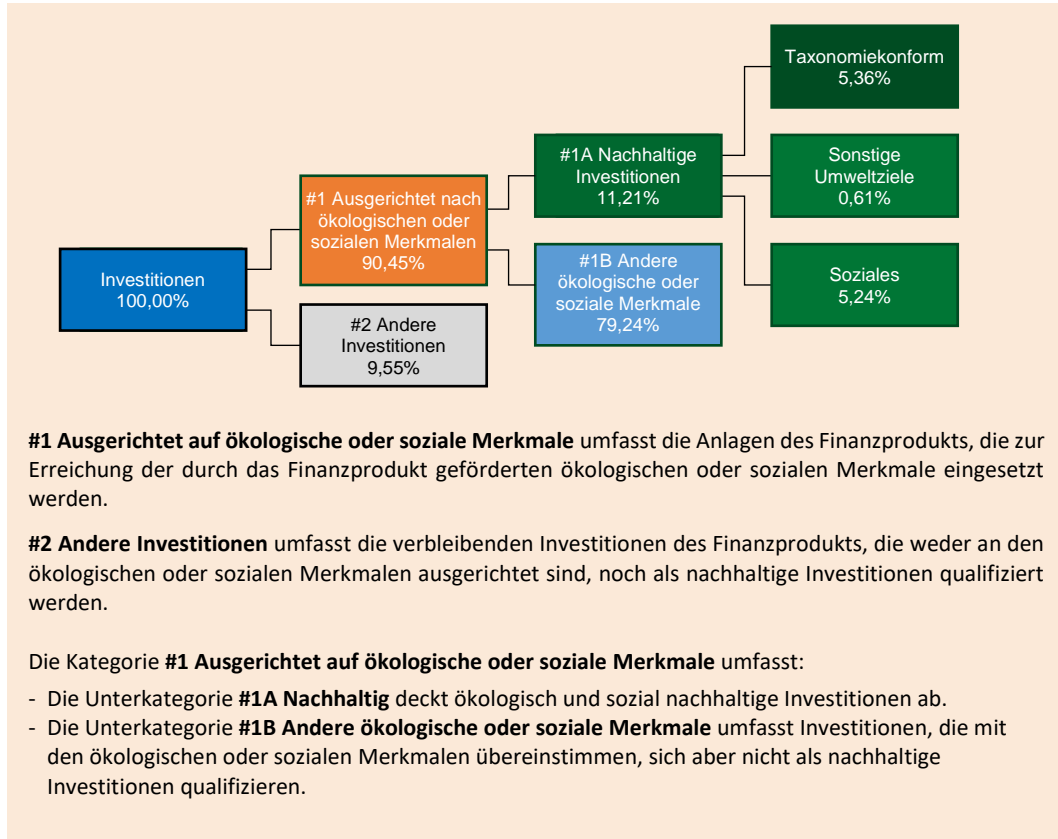 Taxonomiekonform
5,36%
#1A Nachhaltige
Investitionen
11,21%
Sonstige
Umweltziele
0,61%
#1 Ausgerichtet nach
ökologischen oder
sozialen Merkmalen
90,45%
#1B Andere
ökologische oder
soziale Merkmale
79,24%
Soziales
5,24%
Investitionen
100,00%
#2 Andere
Investitionen
9,55%
#1 Ausgerichtet auf ökologische oder soziale Merkmale umfasst die Anlagen des Finanzprodukts, die zur
Erreichung der durch das Finanzprodukt geförderten ökologischen oder sozialen Merkmale eingesetzt
werden.
#2 Andere Investitionen umfasst die verbleibenden Investitionen des Finanzprodukts, die weder an den
ökologischen oder sozialen Merkmalen ausgerichtet sind, noch als nachhaltige Investitionen qualifiziert
werden.
Die Kategorie #1 Ausgerichtet auf ökologische oder soziale Merkmale umfasst:
- Die Unterkategorie #1A Nachhaltig deckt ökologisch und sozial nachhaltige Investitionen ab.
- Die Unterkategorie #1B Andere ökologische oder soziale Merkmale umfasst Investitionen, die mit
den ökologischen oder sozialen Merkmalen übereinstimmen, sich aber nicht als nachhaltige
Investitionen qualifizieren.